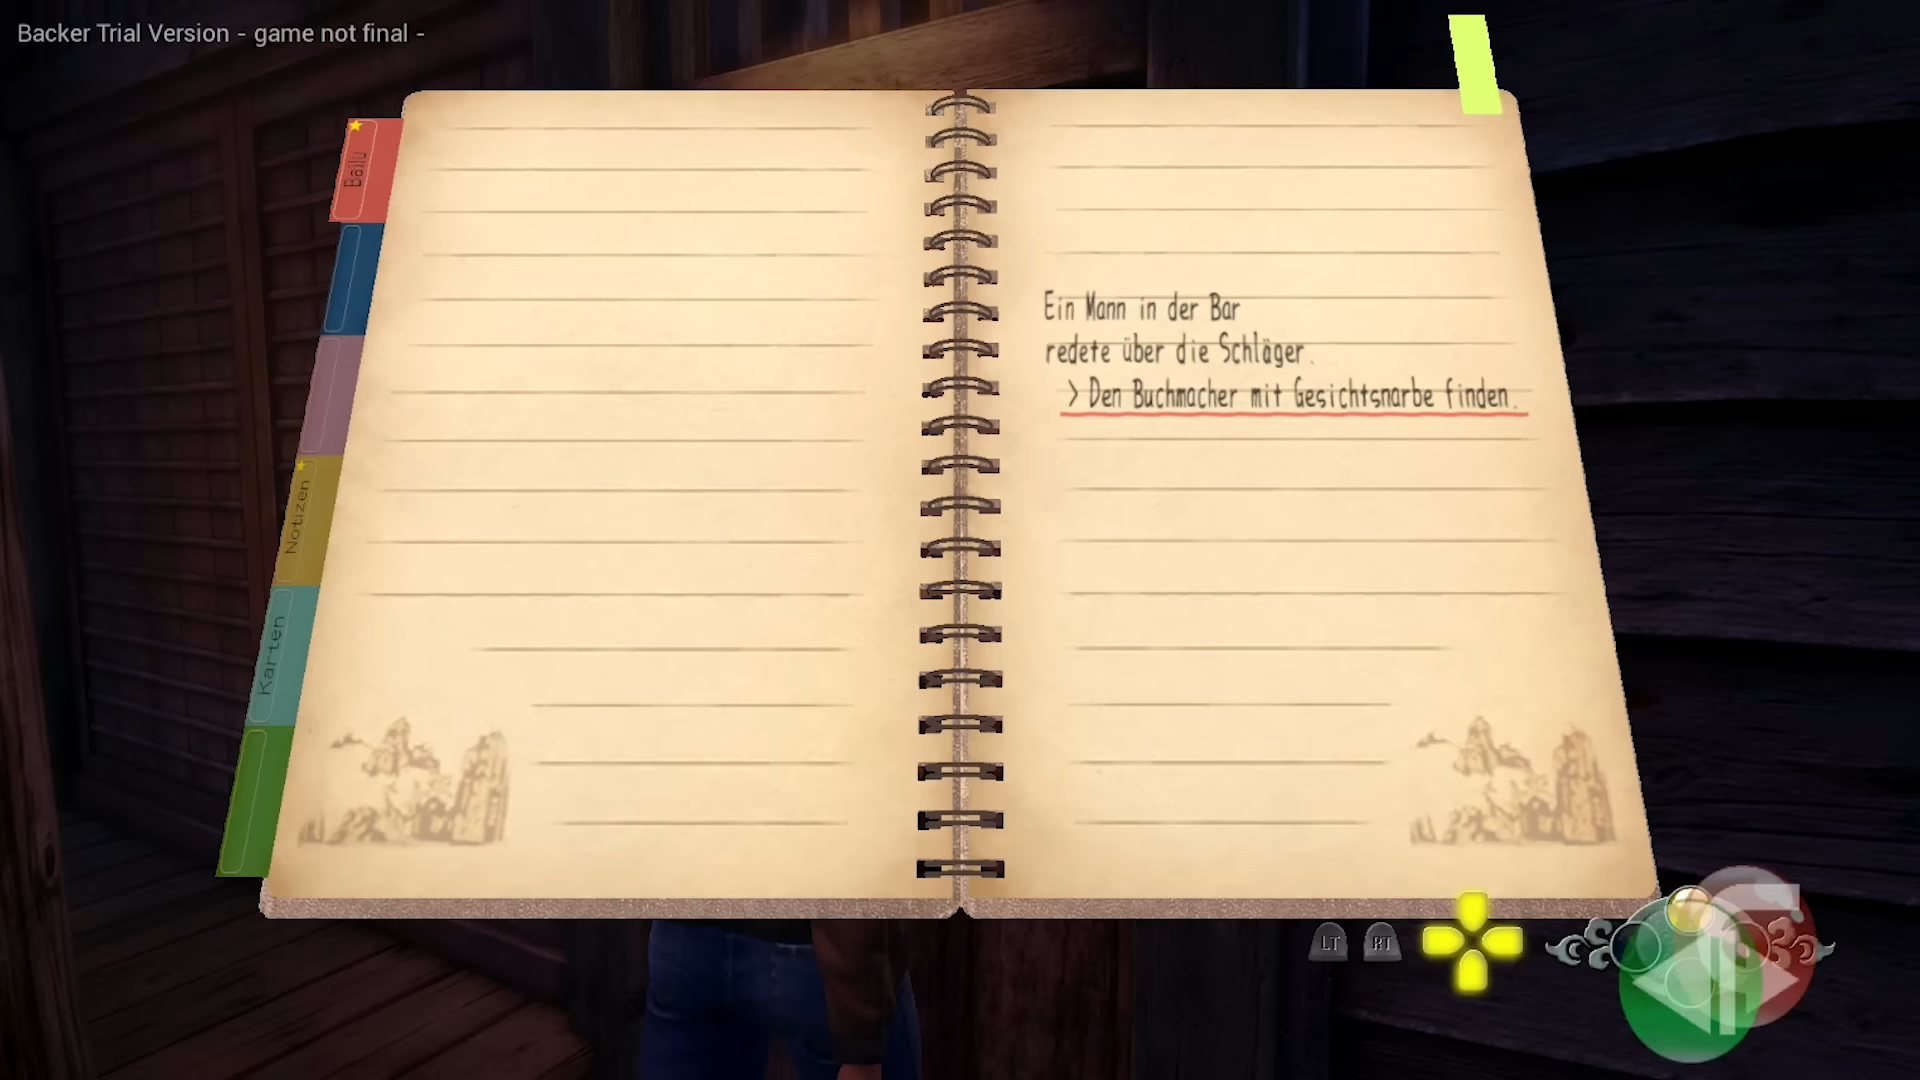 Backer Trial Version - game not final -
Bailu
Notizen
Karten
Ein Mann in der Bar
redete über die Schläger.
> Den Buchmacher mit Gesichtsnarbe finden.
LT RT